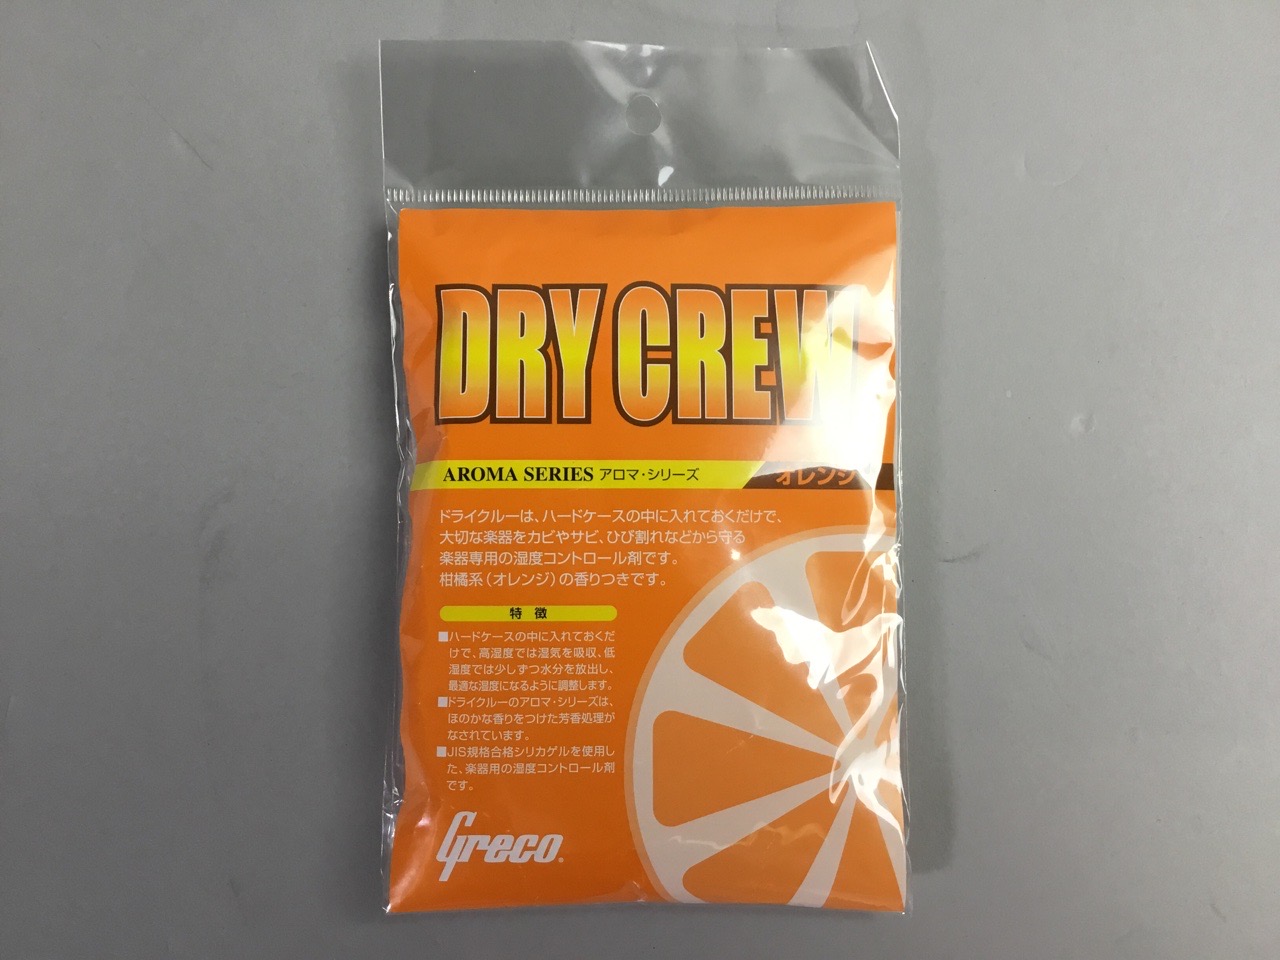 DRY CREW
AROMA SERIES アロマ・シリーズ オレンジ
ドライクルーは、ハードケースの中に入れておくだけで、
大切な楽器をカビやサビ、ひび割れなどから守る
楽器専用の湿度コントロール剤です。
柑橘系(オレンジ)の香りつきです。
特 徴
■ハードケースの中に入れておくだ
けで、高湿度では湿気を吸収、低
湿度では少しずつ水分を放出し、
最適な湿度になるように調整します。
■ドライクルーのアロマ・シリーズは、
ほのかな香りをつけた芳香処理が
なされています。
■JIS規格合格シリカゲルを使用し
た、楽器用の湿度コントロール剤
です。
Greco®